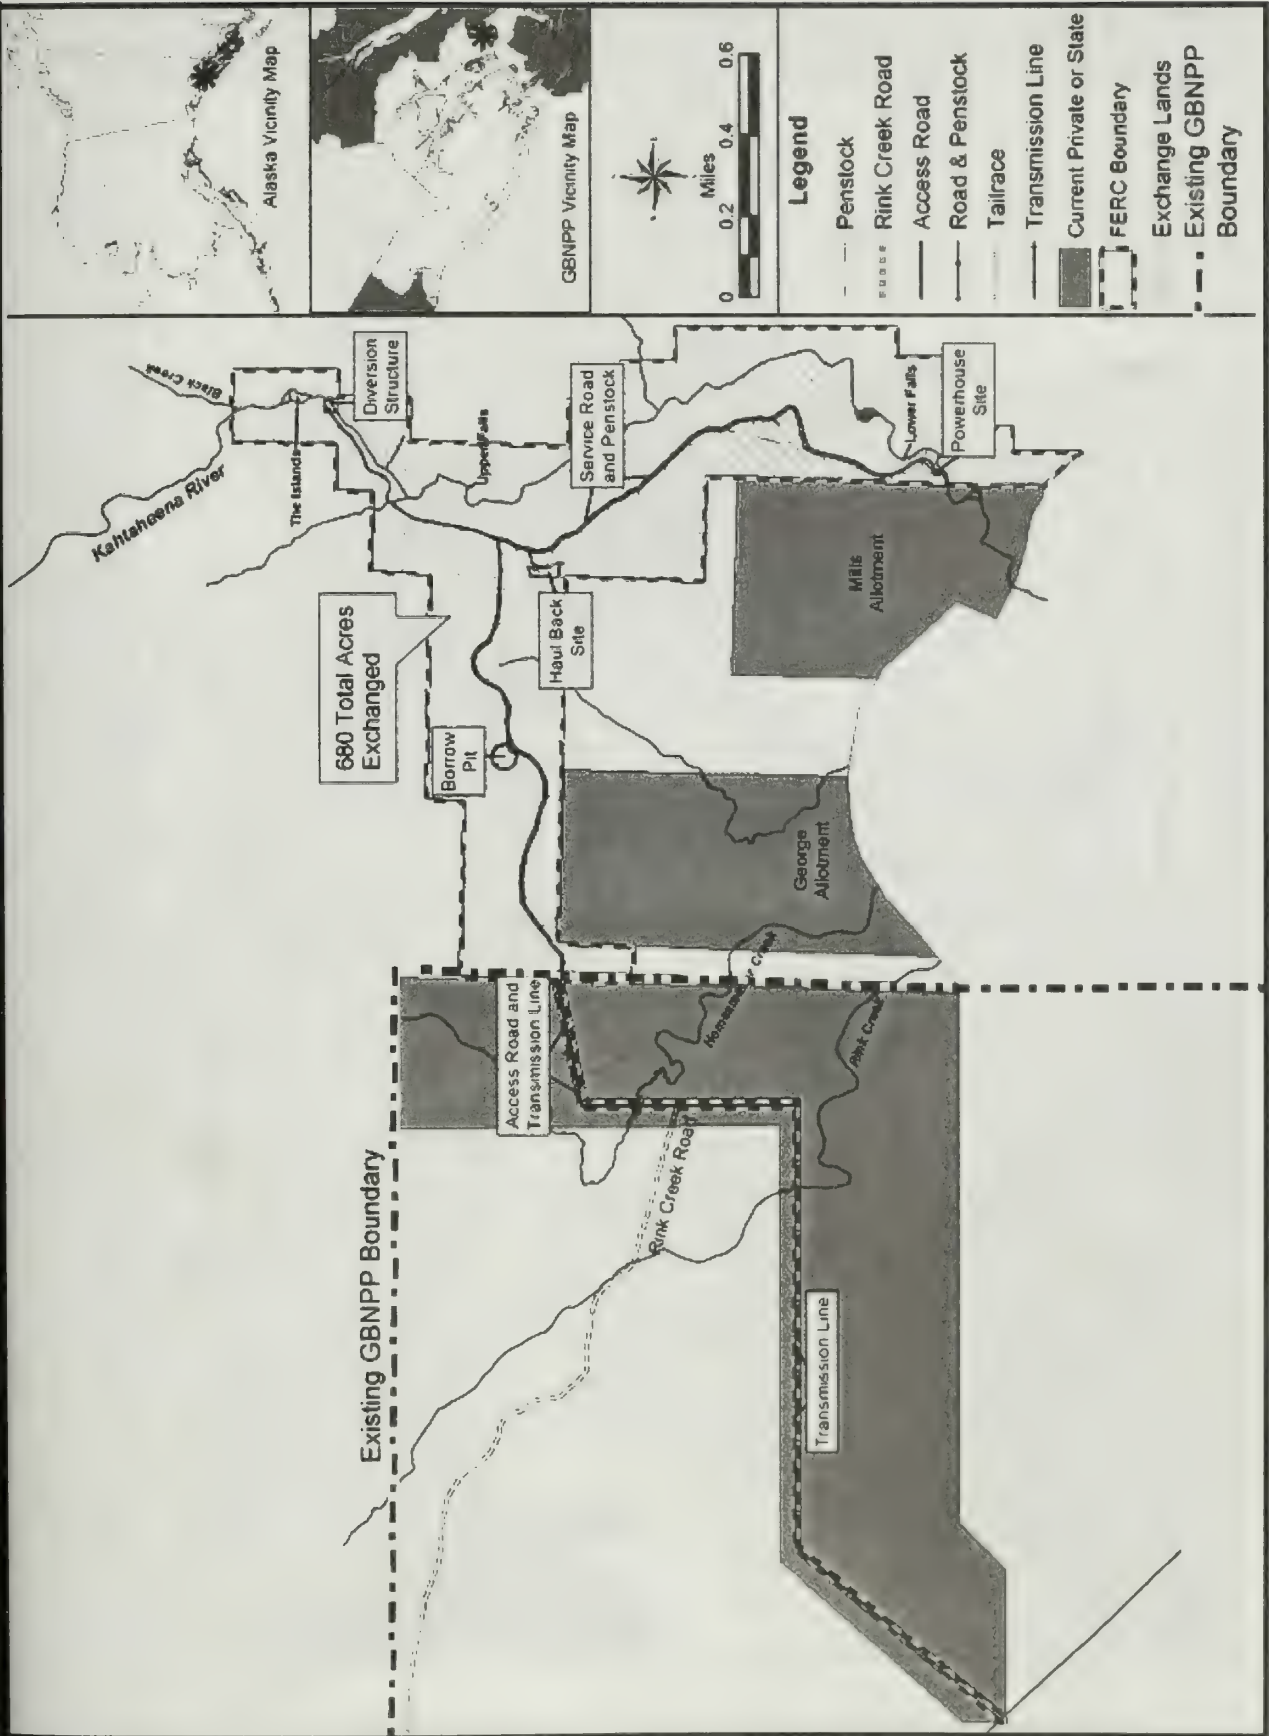 Existing GBNPP Boundary
680 Total Acres
Exchanged
Borrow
Pit
Haul Back
Site
Access Road and
Transmission Line
Rink Creek Road
Transmission Line
Rink Creek
George
Allotment
Mills
Allotment
Kahtaheena River
Black Creek
The Islands
Diversion
Structure
Upper Falls
Service Road
and Penstock
Lower Falls
Powerhouse
Site
Alaska Vicinity Map
GBNPP Vicinity Map
Miles
0 0.2 0.4 0.6
Legend
Penstock
Rink Creek Road
Access Road
Road & Penstock
Tailrace
Transmission Line
Current Private or State
FERC Boundary
Exchange Lands
Existing GBNPP
Boundary